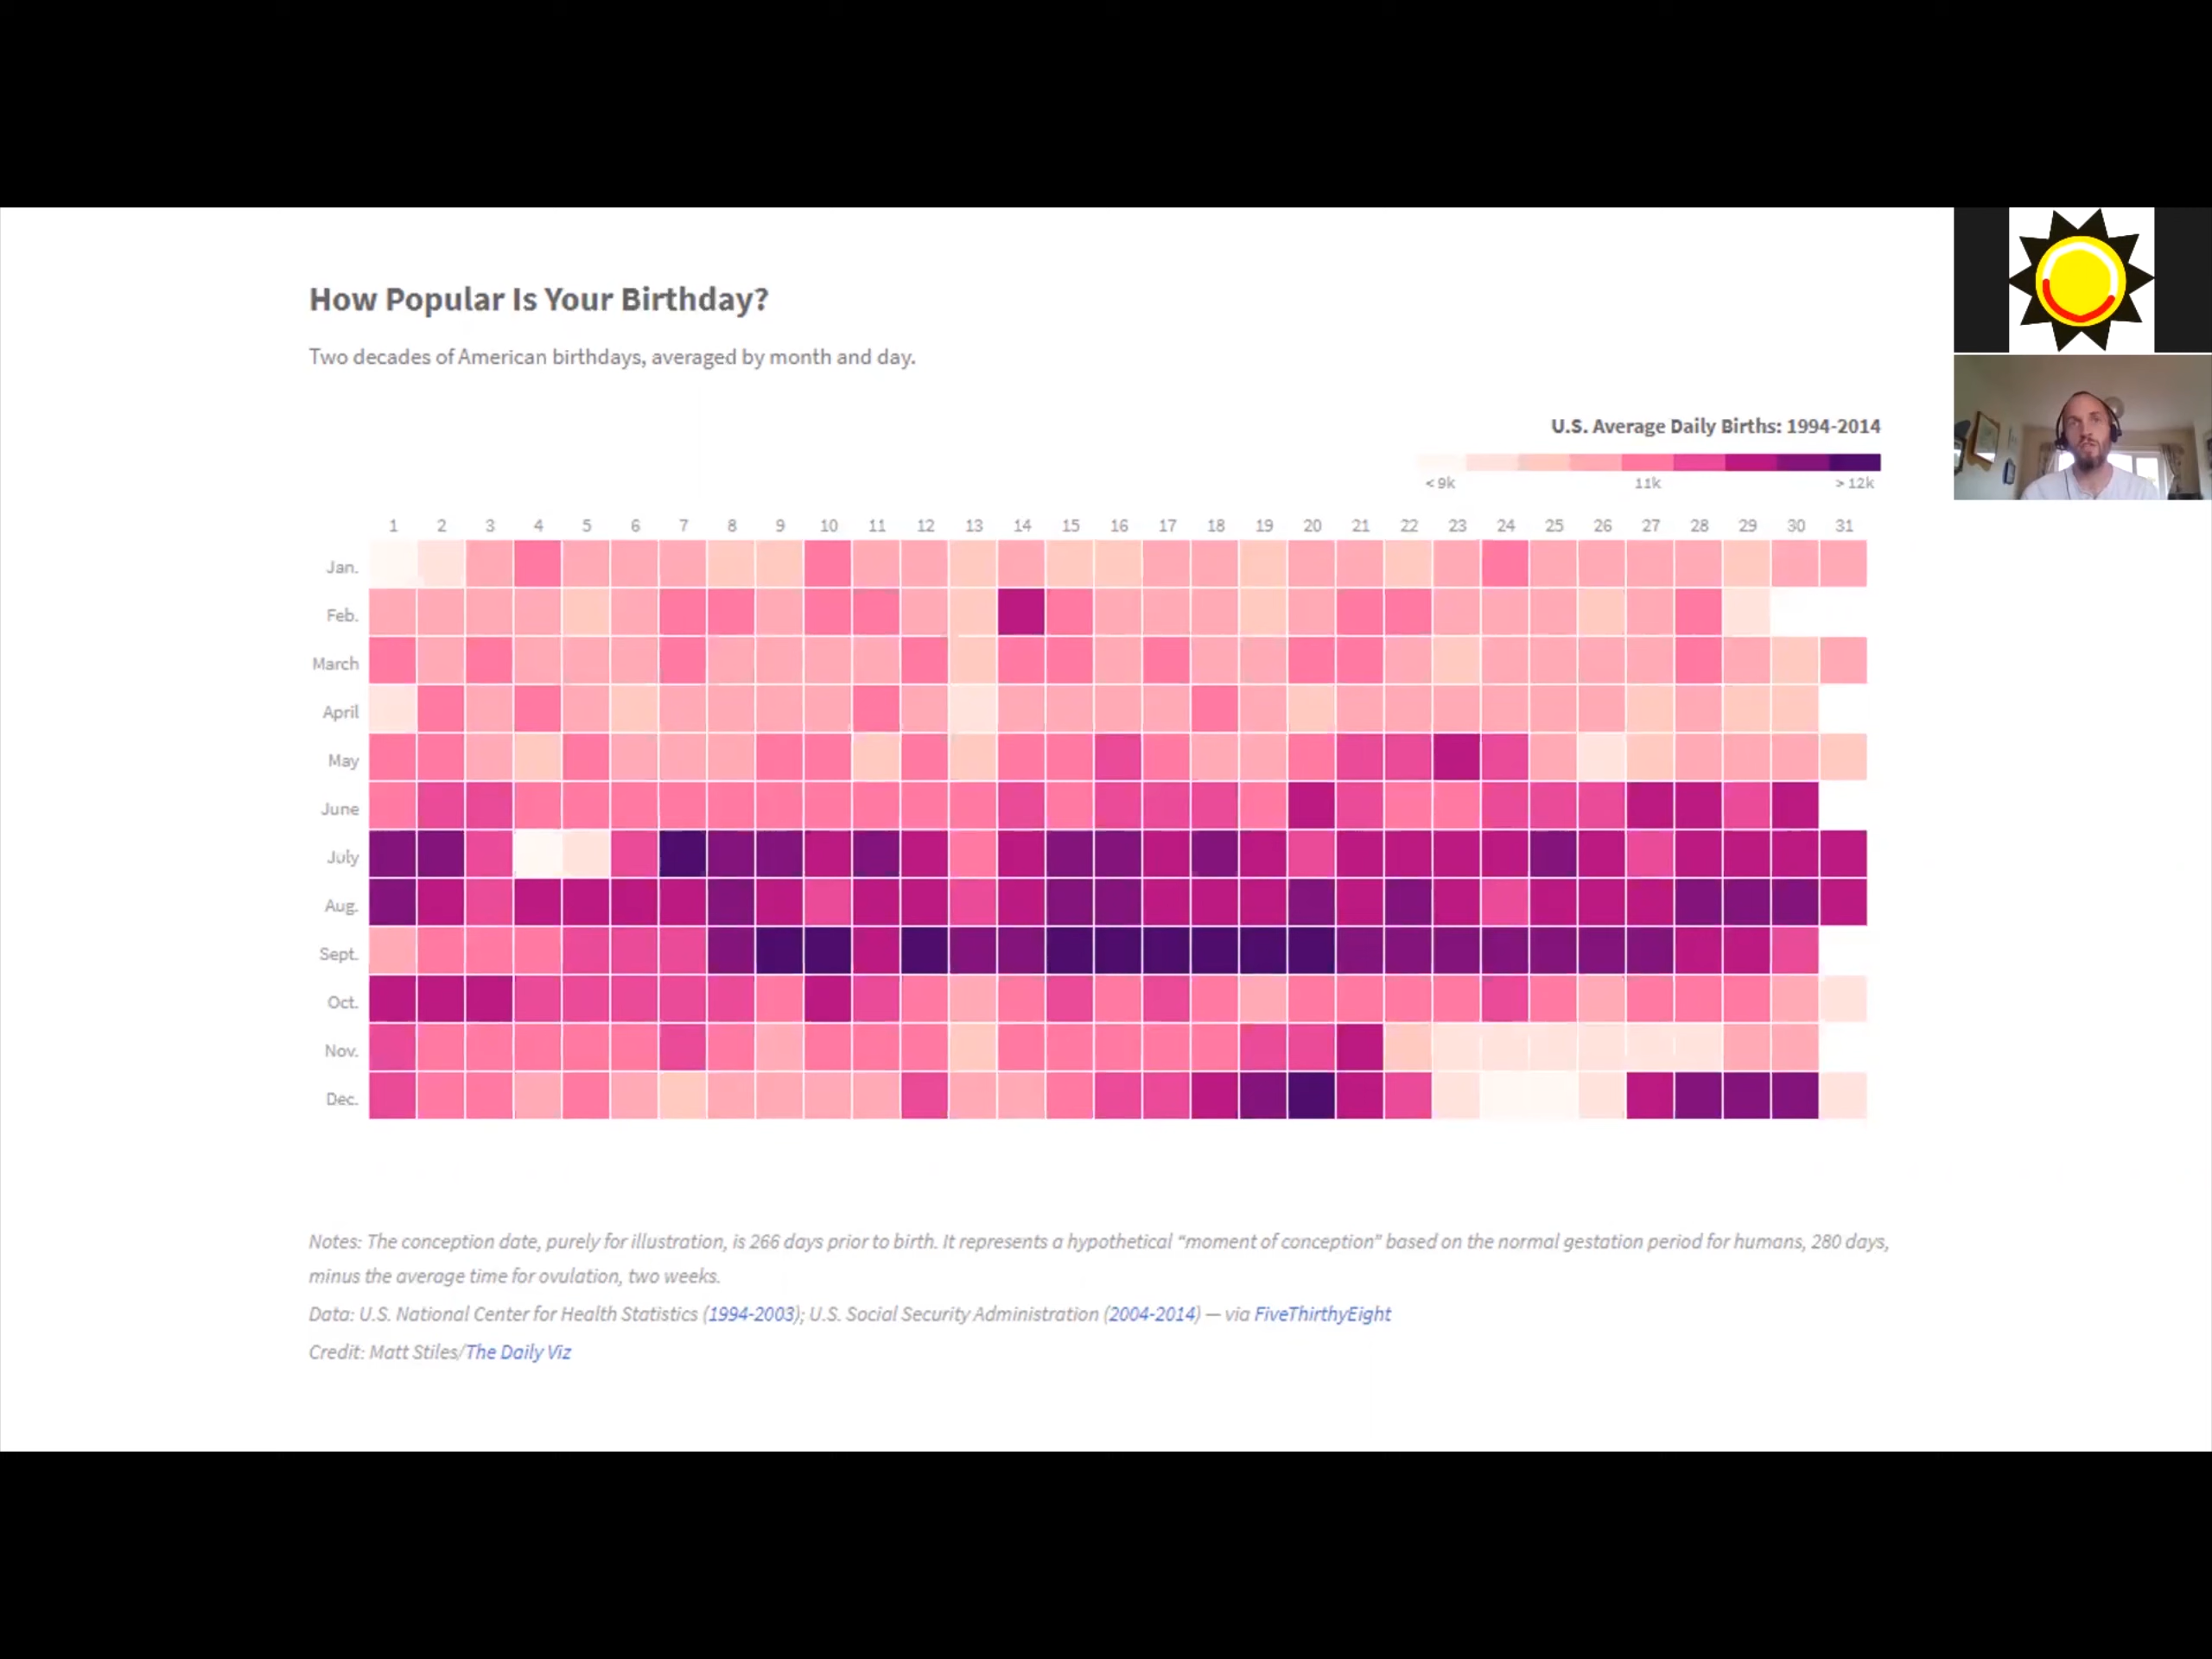 How Popular Is Your Birthday?
Two decades of American birthdays, averaged by month and day.
U.S. Average Daily Births: 1994-2014
<9k 11k >12k
1 2 3 4 5 6 7 8 9 10 11 12 13 14 15 16 17 18 19 20 21 22 23 24 25 26 27 28 29 30 31
Jan.
Feb.
March
April
May
June
July
Aug.
Sept.
Oct.
Nov.
Dec.
Notes: The conception date, purely for illustration, is 266 days prior to birth. It represents a hypothetical “moment of conception” based on the normal gestation period for humans, 280 days,
minus the average time for ovulation, two weeks.
Data: U.S. National Center for Health Statistics (1994-2003); U.S. Social Security Administration (2004-2014) — via FiveThirthyEight
Credit: Matt Stiles/The Daily Viz